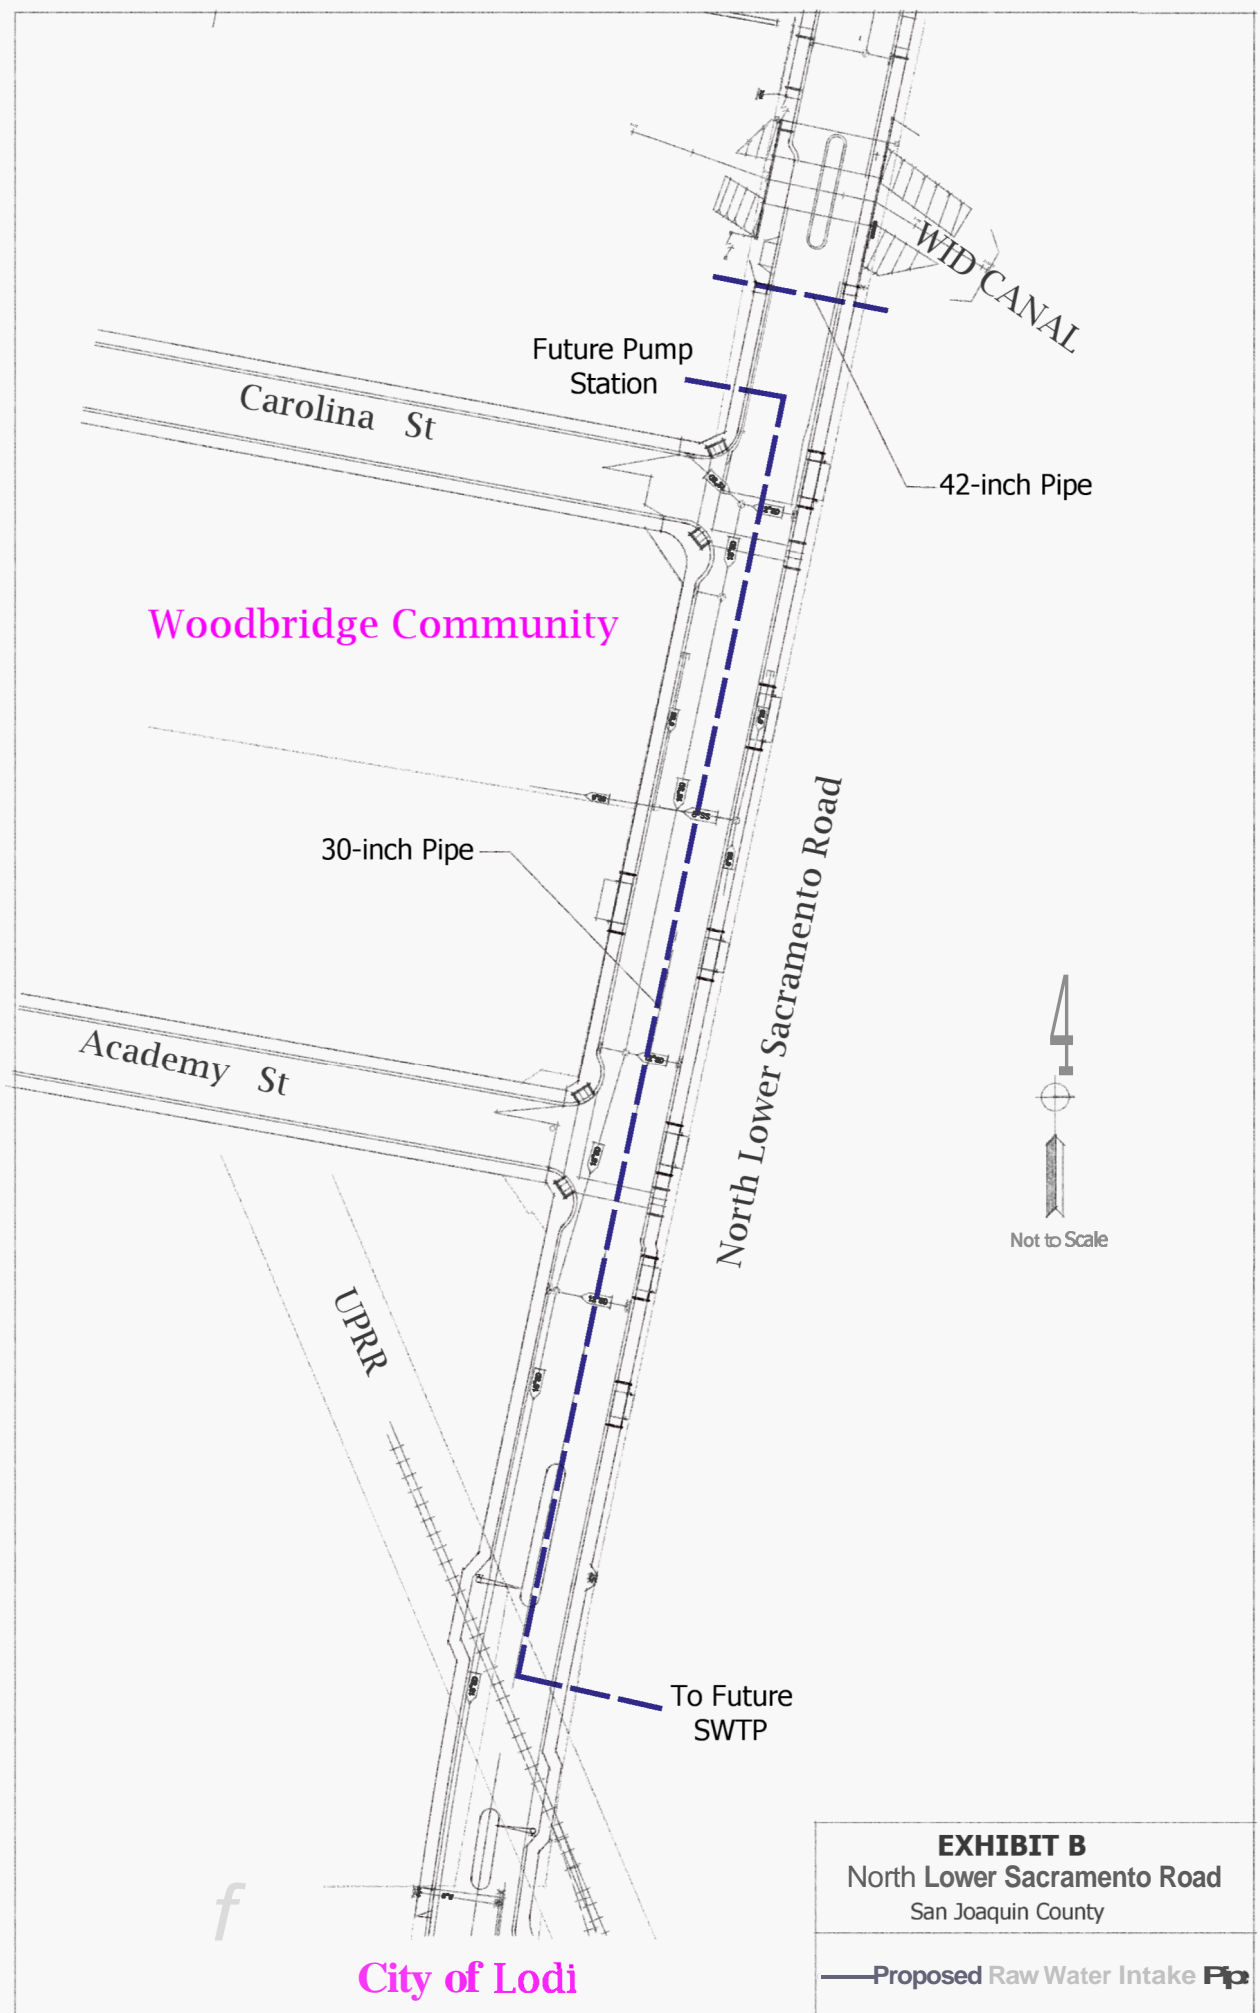 WID CANAL
Future Pump
Station
Carolina St
42-inch Pipe
Woodbridge Community
30-inch Pipe
North Lower Sacramento Road
Academy St
Not to Scale
UPRR
To Future
SWTP
EXHIBIT B
North Lower Sacramento Road
San Joaquin County
f
City of Lodi
Proposed Raw Water Intake Pipe